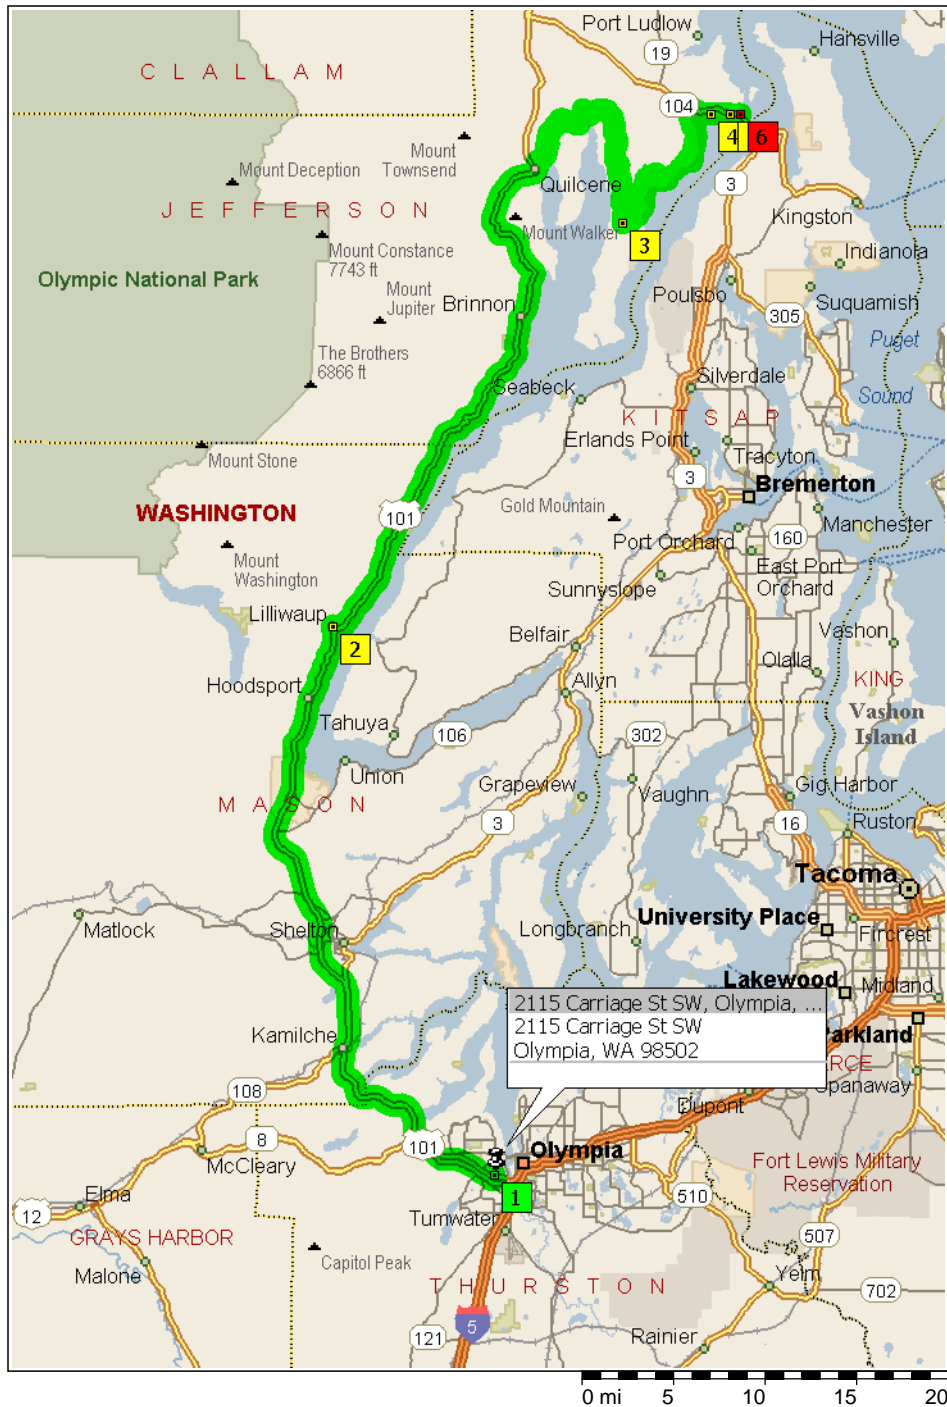 Port Ludlow
Hansville
19
C L A L L A M
104
4
6
Mount
Townsend
Mount Deception
Quilcene
3
J E F F E R S O N
Kingston
Mount Walker
Mount Constance
7743 ft
3
Indianola
Olympic National Park
Poulsbo
Suquamish
Mount
Jupiter
Brinnon
305
Puget
Sound
The Brothers
6866 ft
Seabeck
Silverdale
K I T S A P
Erlands Point
Tracyton
Mount Stone
3
Bremerton
WASHINGTON
101
Gold Mountain
Manchester
Port Orchard
160
Mount
Washington
East Port
Orchard
Sunnyslope
Lilliwaup
2
Belfair
Vashon
Olalla
KING
Hoodsport
Allyn
Vashon
Island
Tahuya
106
302
Union
Grapeview
Vaughn
Gig Harbor
M A S O N
3
16
Ruston
Tacoma
Matlock
Shelton
Longbranch
University Place
Fircrest
Lakewood
Midland
2115 Carriage St SW, Olympia, ...
2115 Carriage St SW
Olympia, WA 98502
Parkland
Kamilche
RCE
Spanaway
108
Dupont
8
101
Olympia
McCleary
Fort Lewis Military
Reservation
Elma
1
510
12
Tumwater
507
GRAYS HARBOR
Capitol Peak
Malone
T H U R S T O N
Yelm
702
5
121
Rainier
0 mi 5 10 15 20